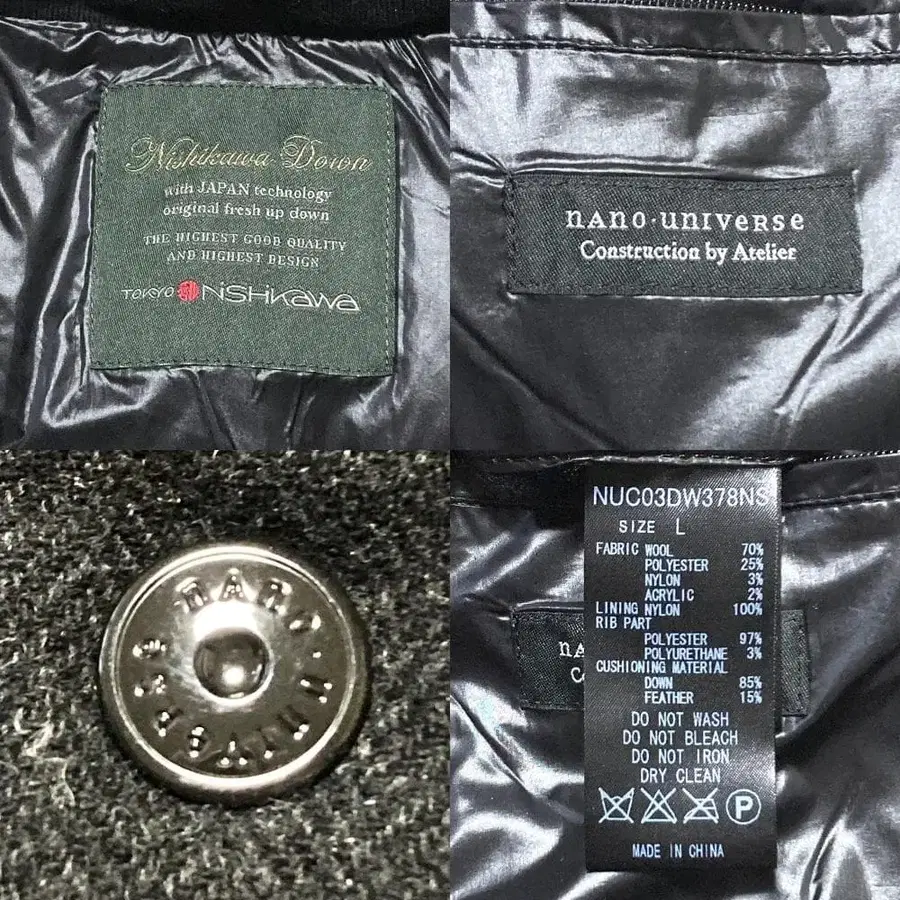 Nishikawa Down
with JAPAN technology
original fresh up down
THE HIGHEST GOOD QUALITY
AND HIGHEST DESIGN
TOKYO NISHIKAWA
nano·universe
Construction by Atelier
NANO UNIVERSE
NUC03DW378NS
SIZE L
FABRIC WOOL 70%
POLYESTER 25%
NYLON 3%
ACRYLIC 2%
LINING NYLON 100%
RIB PART
POLYESTER 97%
POLYURETHANE 3%
CUSHIONING MATERIAL
DOWN 85%
FEATHER 15%
DO NOT WASH
DO NOT BLEACH
DO NOT IRON
DRY CLEAN
P
MADE IN CHINA